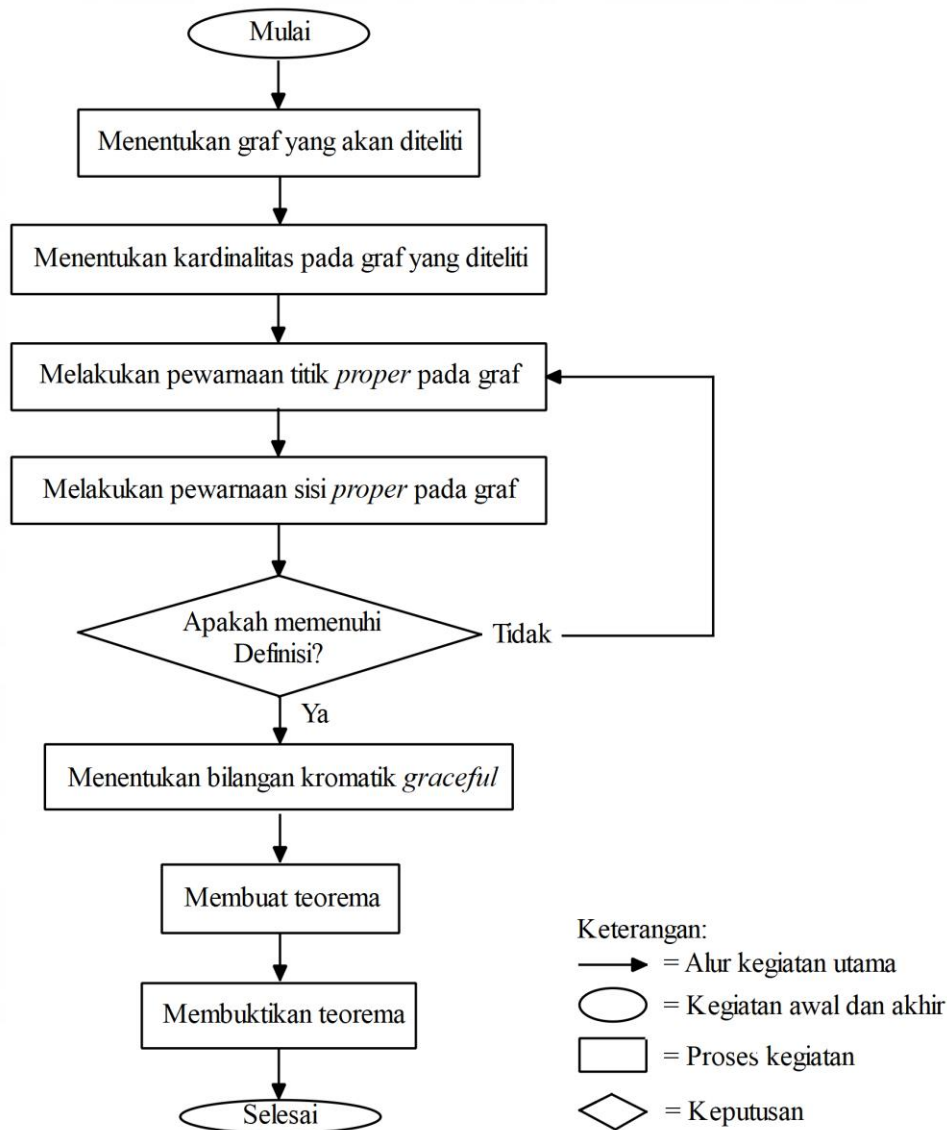 Mulai
Menentukan graf yang akan diteliti
Menentukan kardinalitas pada graf yang diteliti
Melakukan pewarnaan titik proper pada graf
Melakukan pewarnaan sisi proper pada graf
Apakah memenuhi
Definisi?
Tidak
Ya
Menentukan bilangan kromatik graceful
Membuat teorema
Membuktikan teorema
Selesai
Keterangan:
= Alur kegiatan utama
= Kegiatan awal dan akhir
= Proses kegiatan
= Keputusan